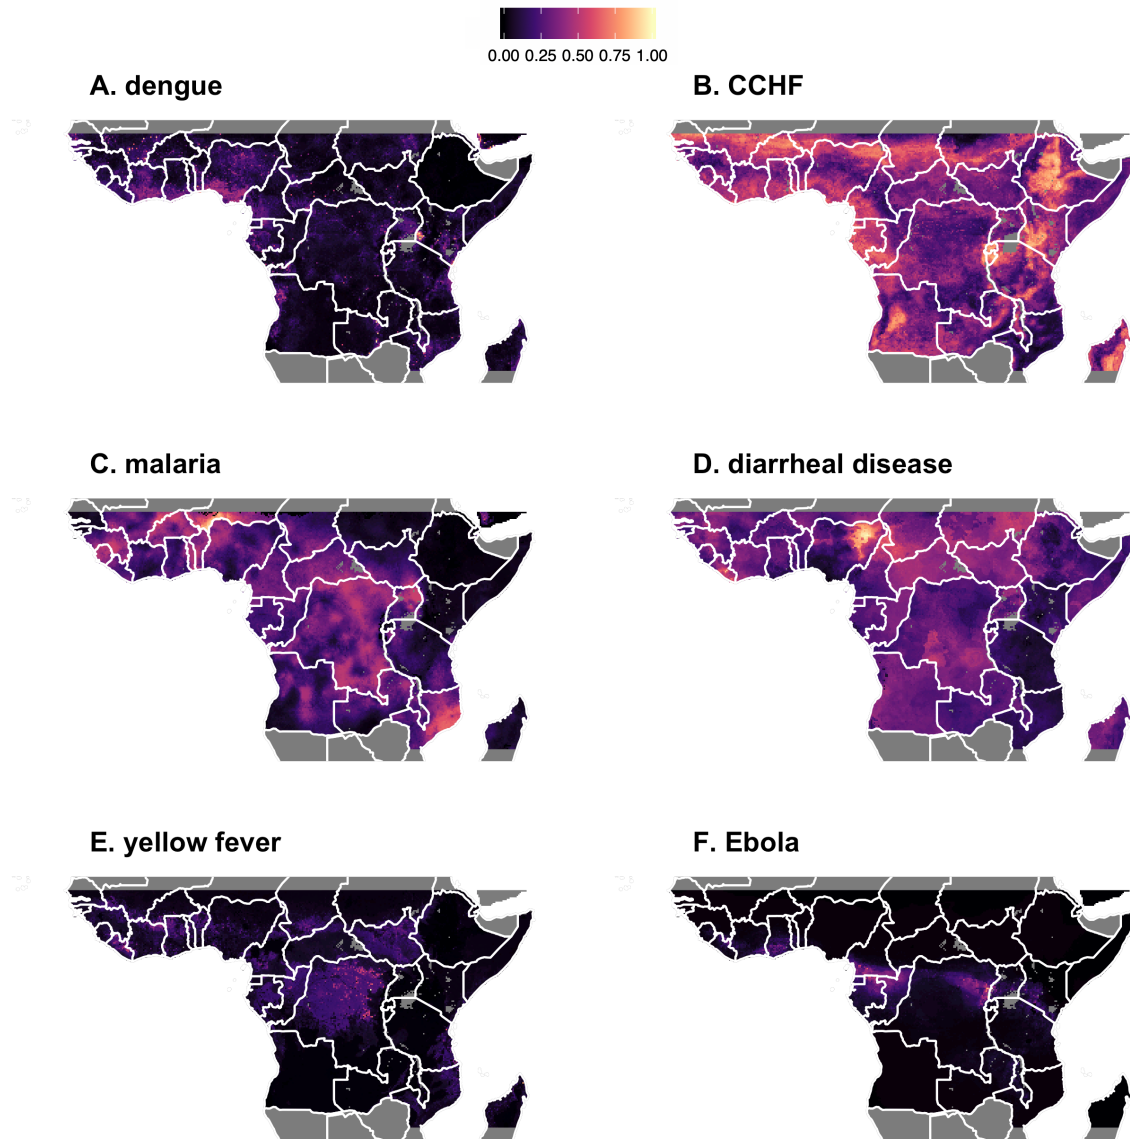 0.00 0.25 0.50 0.75 1.00
A. dengue
B. CCHF
C. malaria
D. diarrheal disease
E. yellow fever
F. Ebola